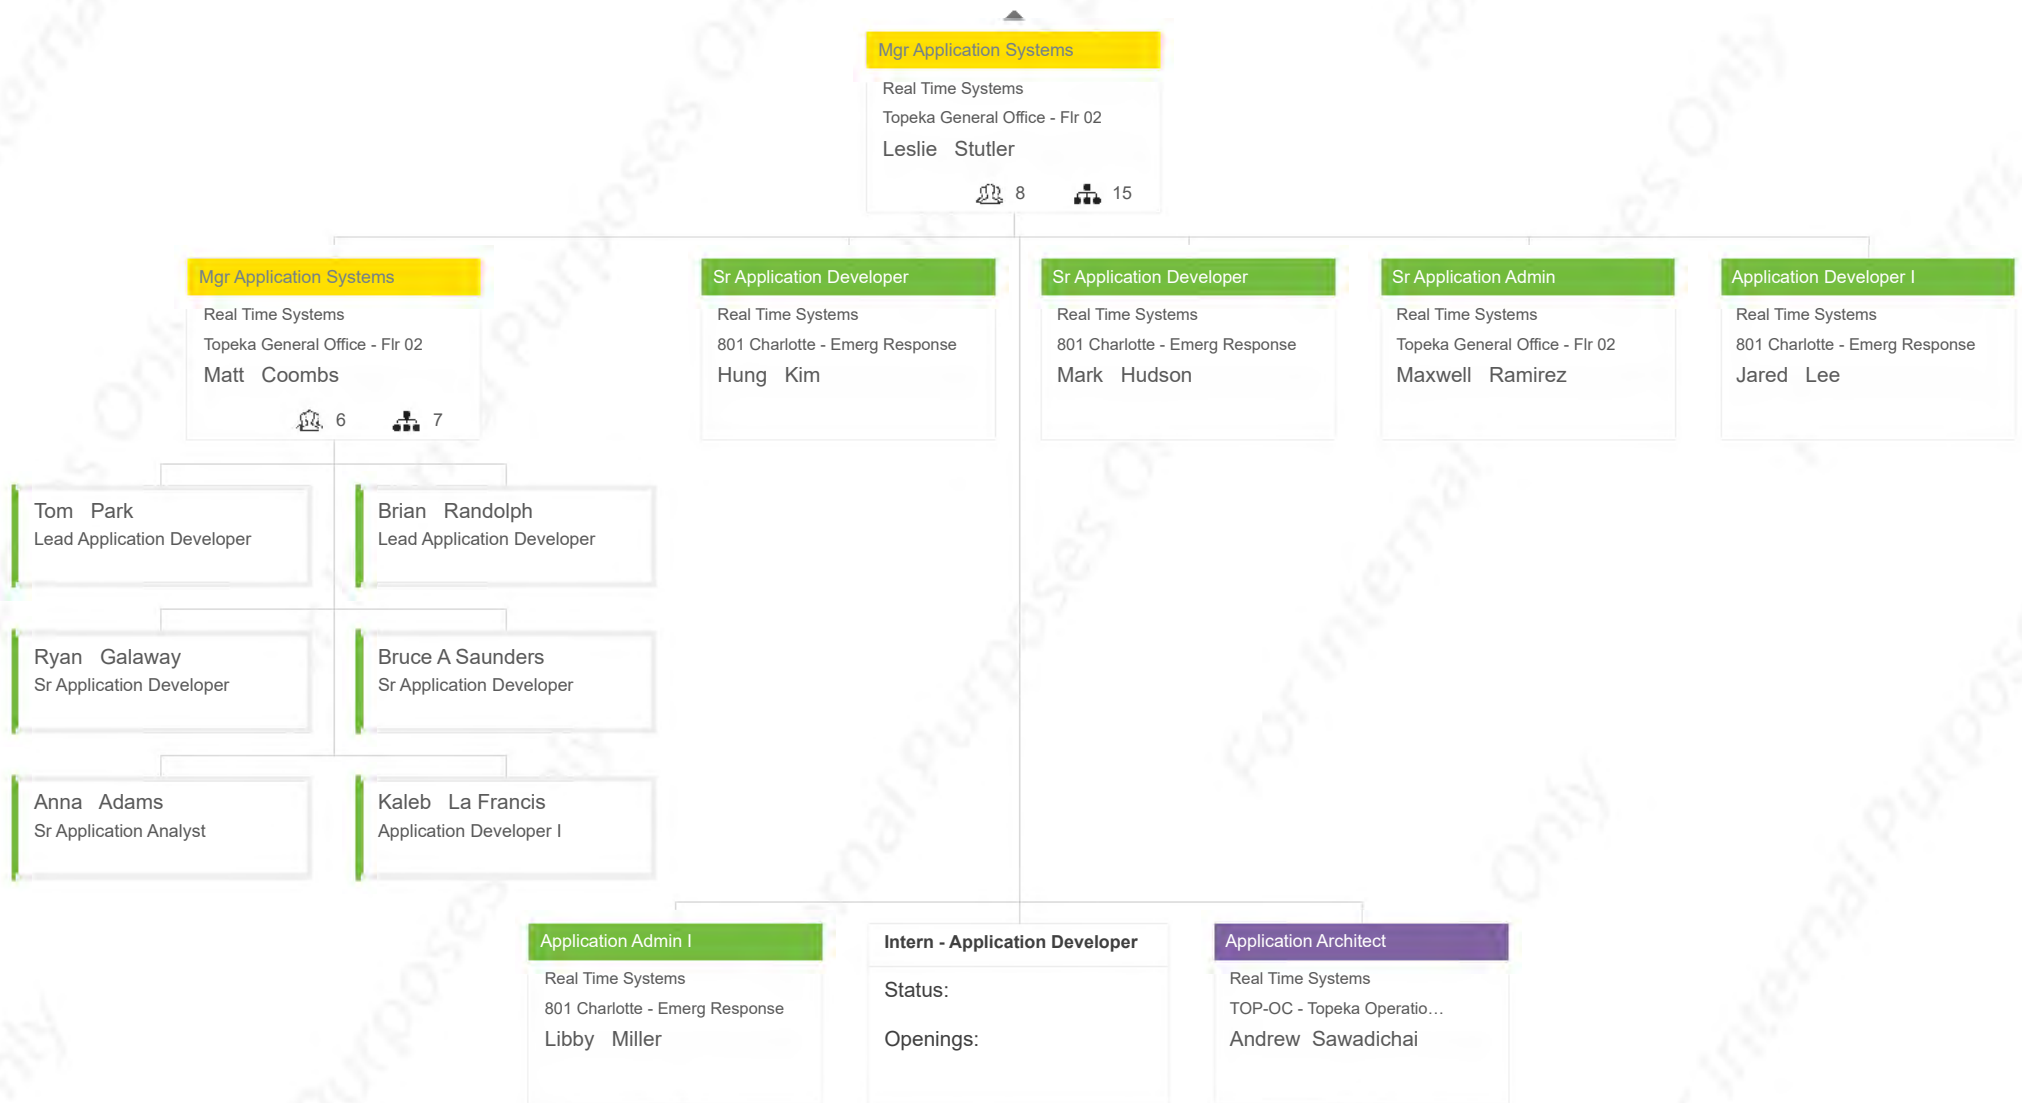 Mgr Application Systems
Real Time Systems
Topeka General Office - Flr 02
Leslie Stutler
8 15
Mgr Application Systems
Real Time Systems
Topeka General Office - Flr 02
Matt Coombs
6 7
Sr Application Developer
Real Time Systems
801 Charlotte - Emerg Response
Hung Kim
Sr Application Developer
Real Time Systems
801 Charlotte - Emerg Response
Mark Hudson
Sr Application Admin
Real Time Systems
Topeka General Office - Flr 02
Maxwell Ramirez
Application Developer I
Real Time Systems
801 Charlotte - Emerg Response
Jared Lee
Tom Park
Lead Application Developer
Brian Randolph
Lead Application Developer
Ryan Galaway
Sr Application Developer
Bruce A Saunders
Sr Application Developer
Anna Adams
Sr Application Analyst
Kaleb La Francis
Application Developer I
Application Admin I
Real Time Systems
801 Charlotte - Emerg Response
Libby Miller
Intern - Application Developer
Status:
Openings:
Application Architect
Real Time Systems
TOP-OC - Topeka Operatio…
Andrew Sawadichai
For Internal Purposes Only